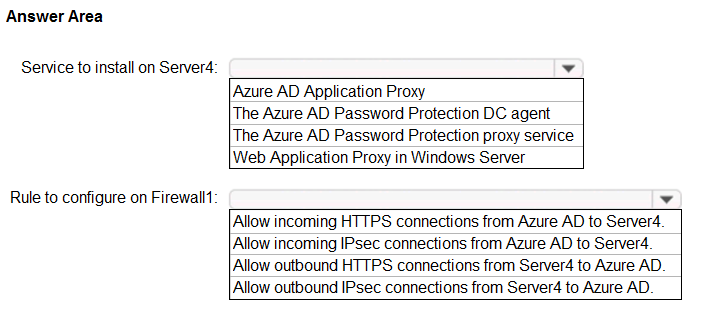 Answer Area
Service to install on Server4:
Azure AD Application Proxy
The Azure AD Password Protection DC agent
The Azure AD Password Protection proxy service
Web Application Proxy in Windows Server
Rule to configure on Firewall1:
Allow incoming HTTPS connections from Azure AD to Server4.
Allow incoming IPsec connections from Azure AD to Server4.
Allow outbound HTTPS connections from Server4 to Azure AD.
Allow outbound IPsec connections from Server4 to Azure AD.